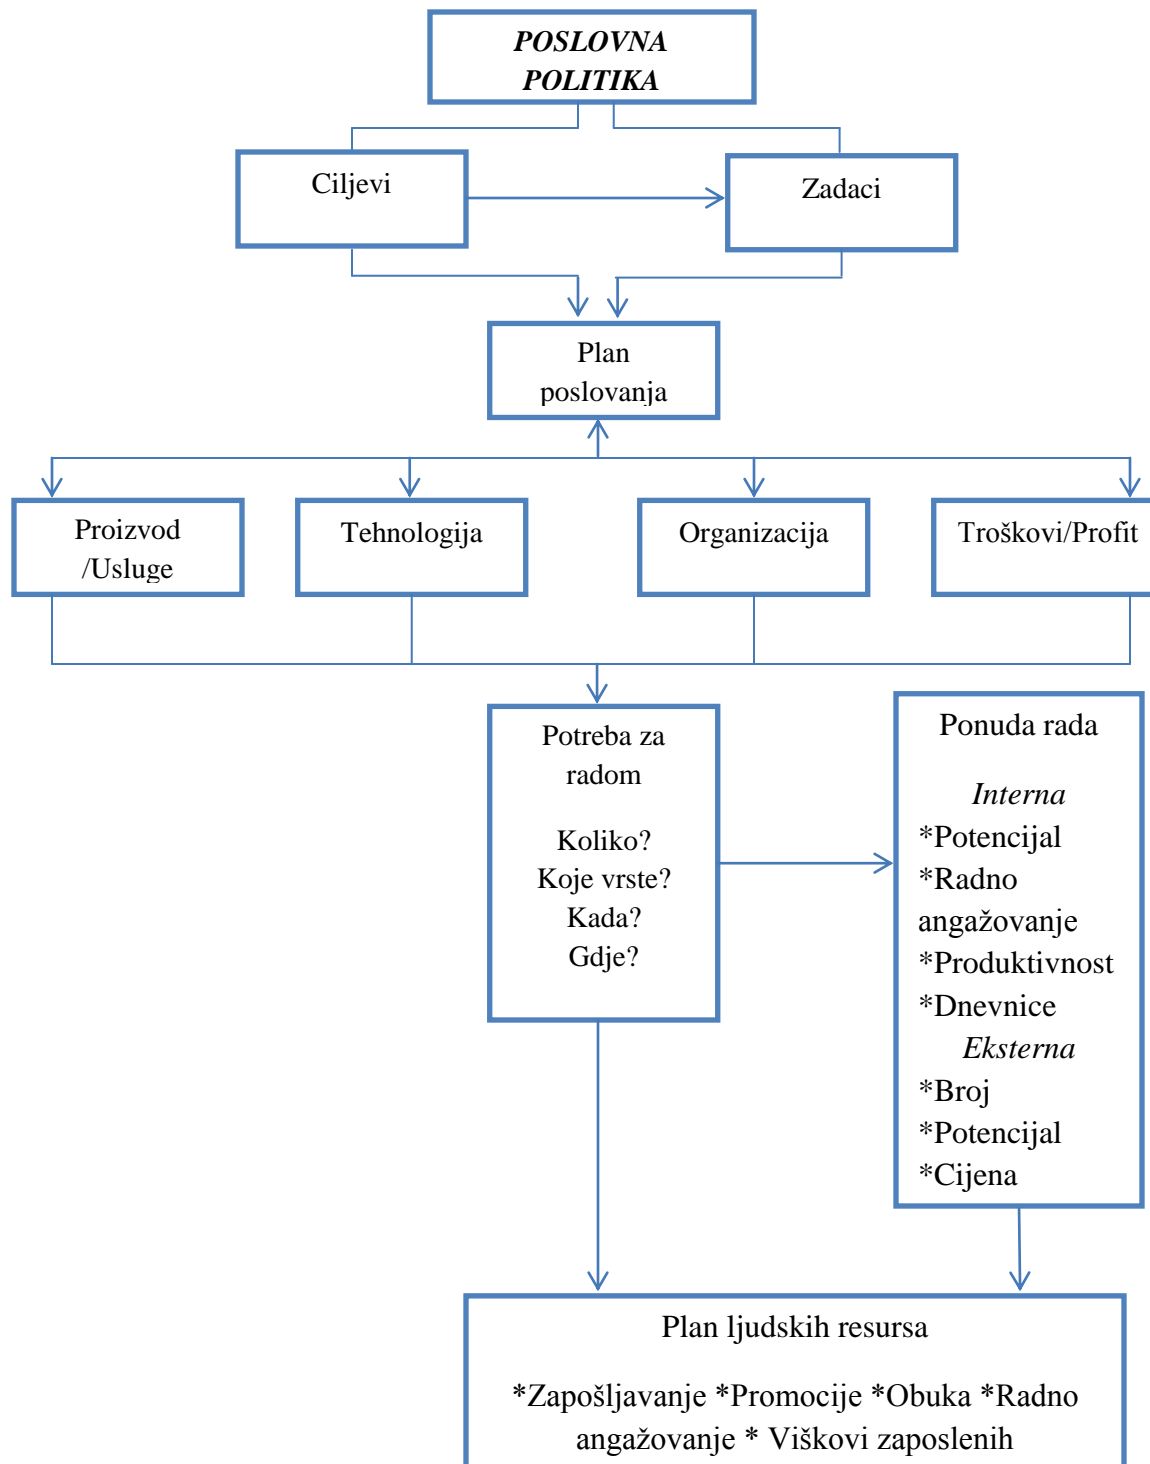 POSLOVNA
POLITIKA
Ciljevi
Zadaci
Plan
poslovanja
Proizvod
/Usluge
Tehnologija
Organizacija
Troškovi/Profit
Potreba za
radom
Koliko?
Koje vrste?
Kada?
Gdje?
Ponuda rada
Interna
*Potencijal
*Radno
angažovanje
*Produktivnost
*Dnevnice
Eksterna
*Broj
*Potencijal
*Cijena
Plan ljudskih resursa
*Zapošljavanje *Promocije *Obuka *Radno
angažovanje * Viškovi zaposlenih